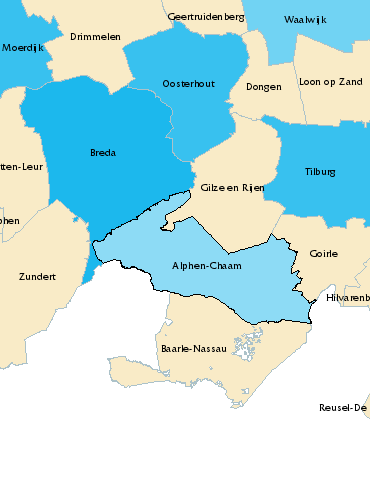 Geertruidenberg
Waalwijk
Drimmelen
Moerdijk
Oosterhout
Dongen
Loon op Zand
Breda
tten-Leur
Gilze en Rijen
Tilburg
phen
Goirle
Alphen-Chaam
Zundert
Hilvarenb
Baarle-Nassau
Reusel-De